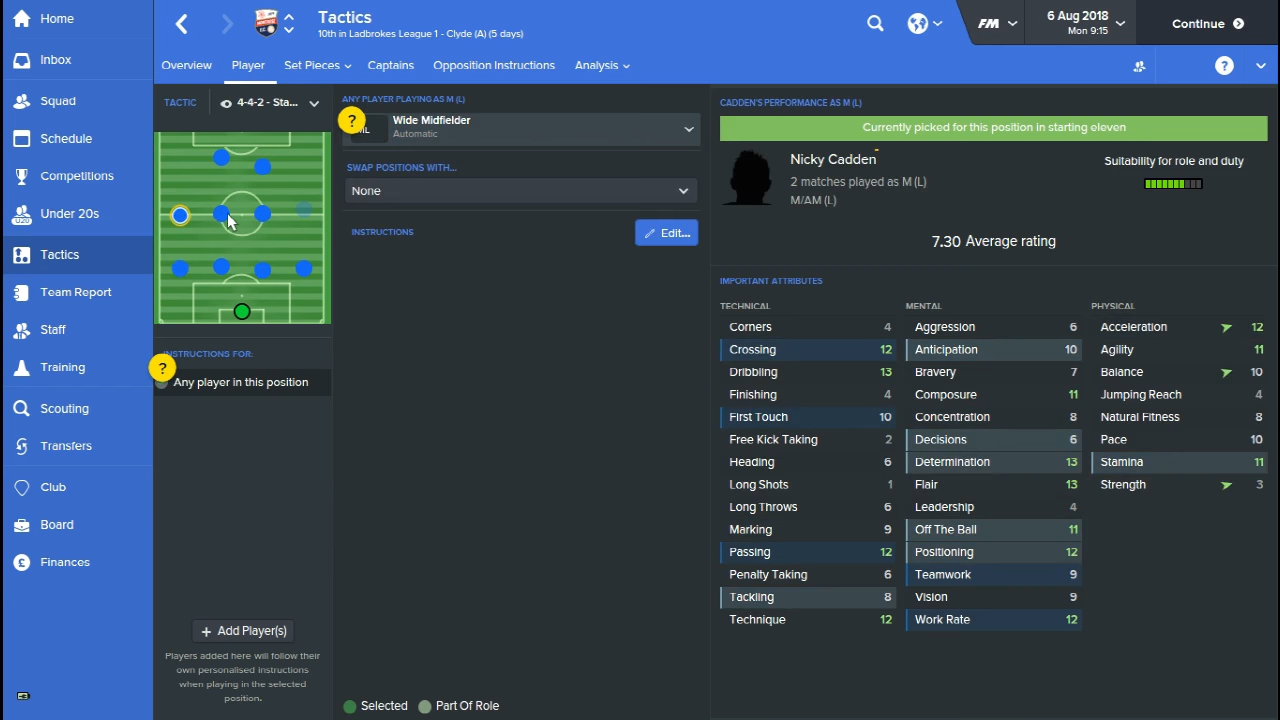 Home
Inbox
Squad
Schedule
Competitions
Under 20s
Tactics
Team Report
Staff
Training
Scouting
Transfers
Club
Board
Finances
Tactics
10th in Ladbrokes League 1 - Clyde (A) (5 days)
FM
6 Aug 2018
Mon 9:15
Continue
Overview
Player
Set Pieces
Captains
Opposition Instructions
Analysis
?
TACTIC
4-4-2 - Sta...
INSTRUCTIONS FOR:
?
Any player in this position
+ Add Player(s)
Players added here will follow their
own personalised instructions
when playing in the selected
position.
ANY PLAYER PLAYING AS M (L)
?
ML
Wide Midfielder
Automatic
SWAP POSITIONS WITH...
None
INSTRUCTIONS
Edit...
Selected
Part Of Role
CADDEN'S PERFORMANCE AS M (L)
Currently picked for this position in starting eleven
Nicky Cadden
2 matches played as M (L)
M/AM (L)
Suitability for role and duty
7.30 Average rating
IMPORTANT ATTRIBUTES
TECHNICAL
Corners 4
Crossing 12
Dribbling 13
Finishing 4
First Touch 10
Free Kick Taking 2
Heading 6
Long Shots 1
Long Throws 6
Marking 9
Passing 12
Penalty Taking 6
Tackling 8
Technique 12
MENTAL
Aggression 6
Anticipation 10
Bravery 7
Composure 11
Concentration 8
Decisions 6
Determination 13
Flair 13
Leadership 4
Off The Ball 11
Positioning 12
Teamwork 9
Vision 9
Work Rate 12
PHYSICAL
Acceleration 12
Agility 11
Balance 10
Jumping Reach 4
Natural Fitness 8
Pace 10
Stamina 11
Strength 3